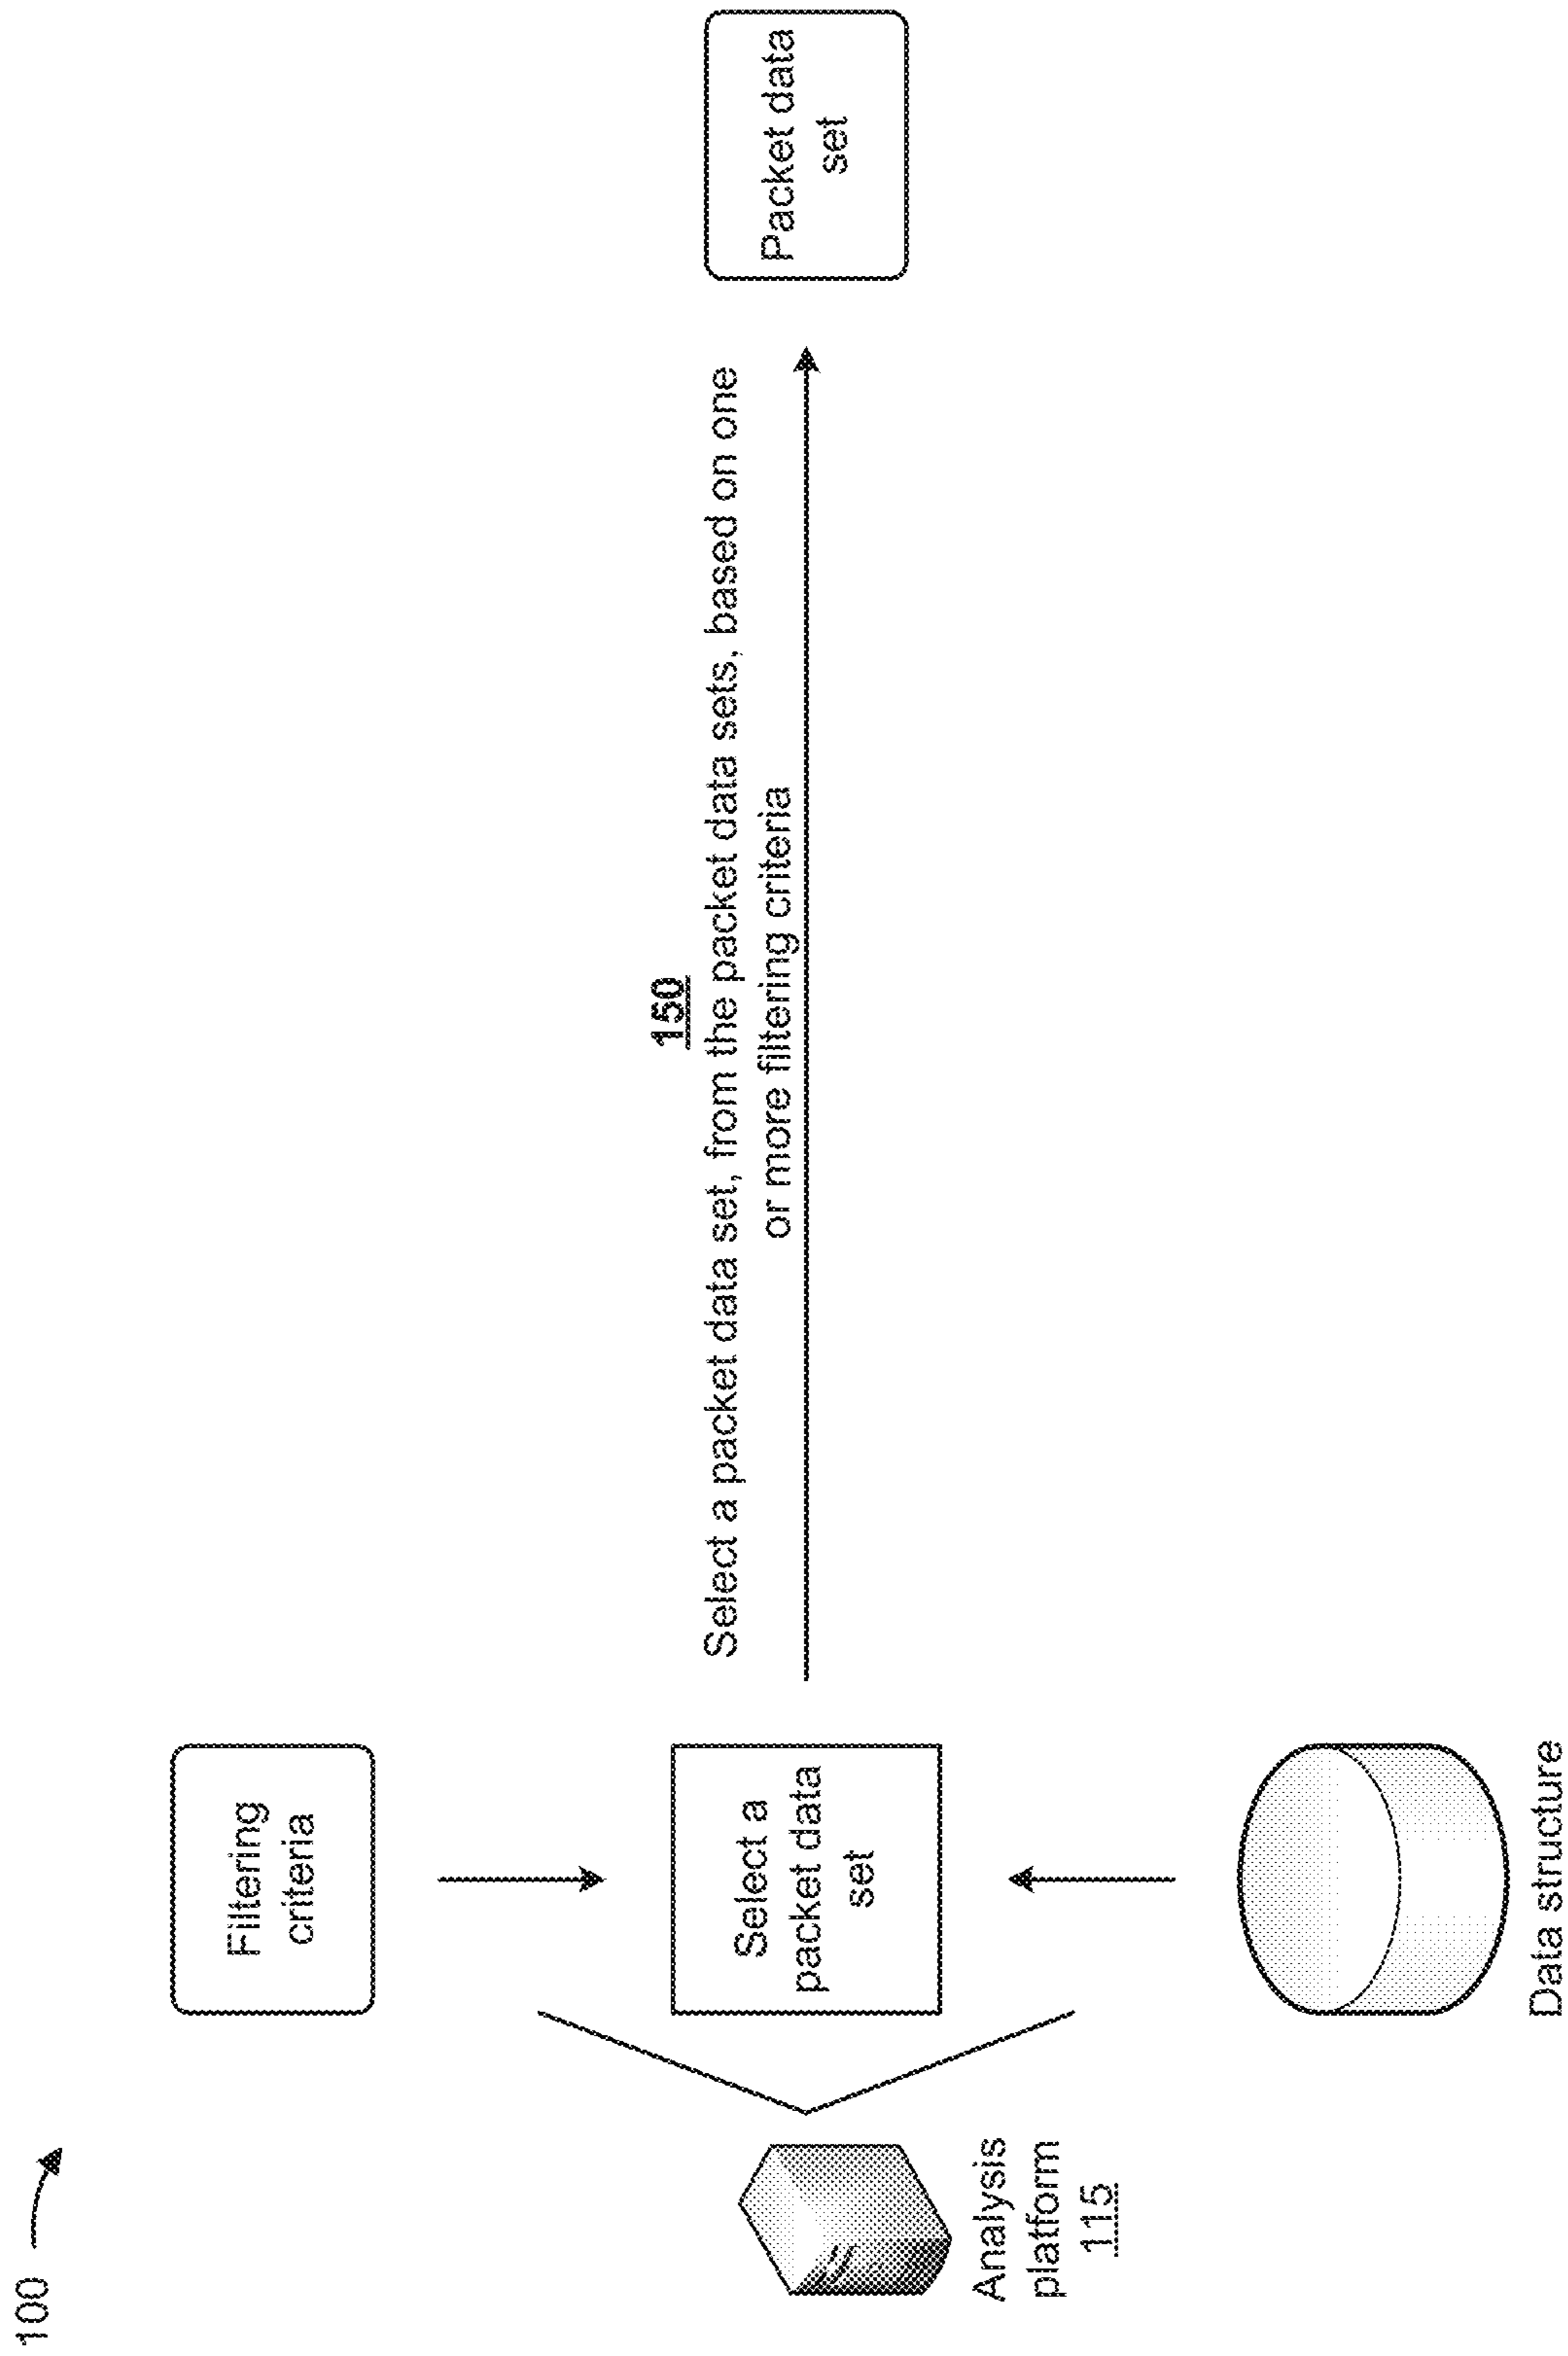 100
Filtering
criteria
150
Select a packet data set, from the packet data sets, based on one
or more filtering criteria
Analysis
platform
115
Select a
packet data
set
Packet data
set
Data structure